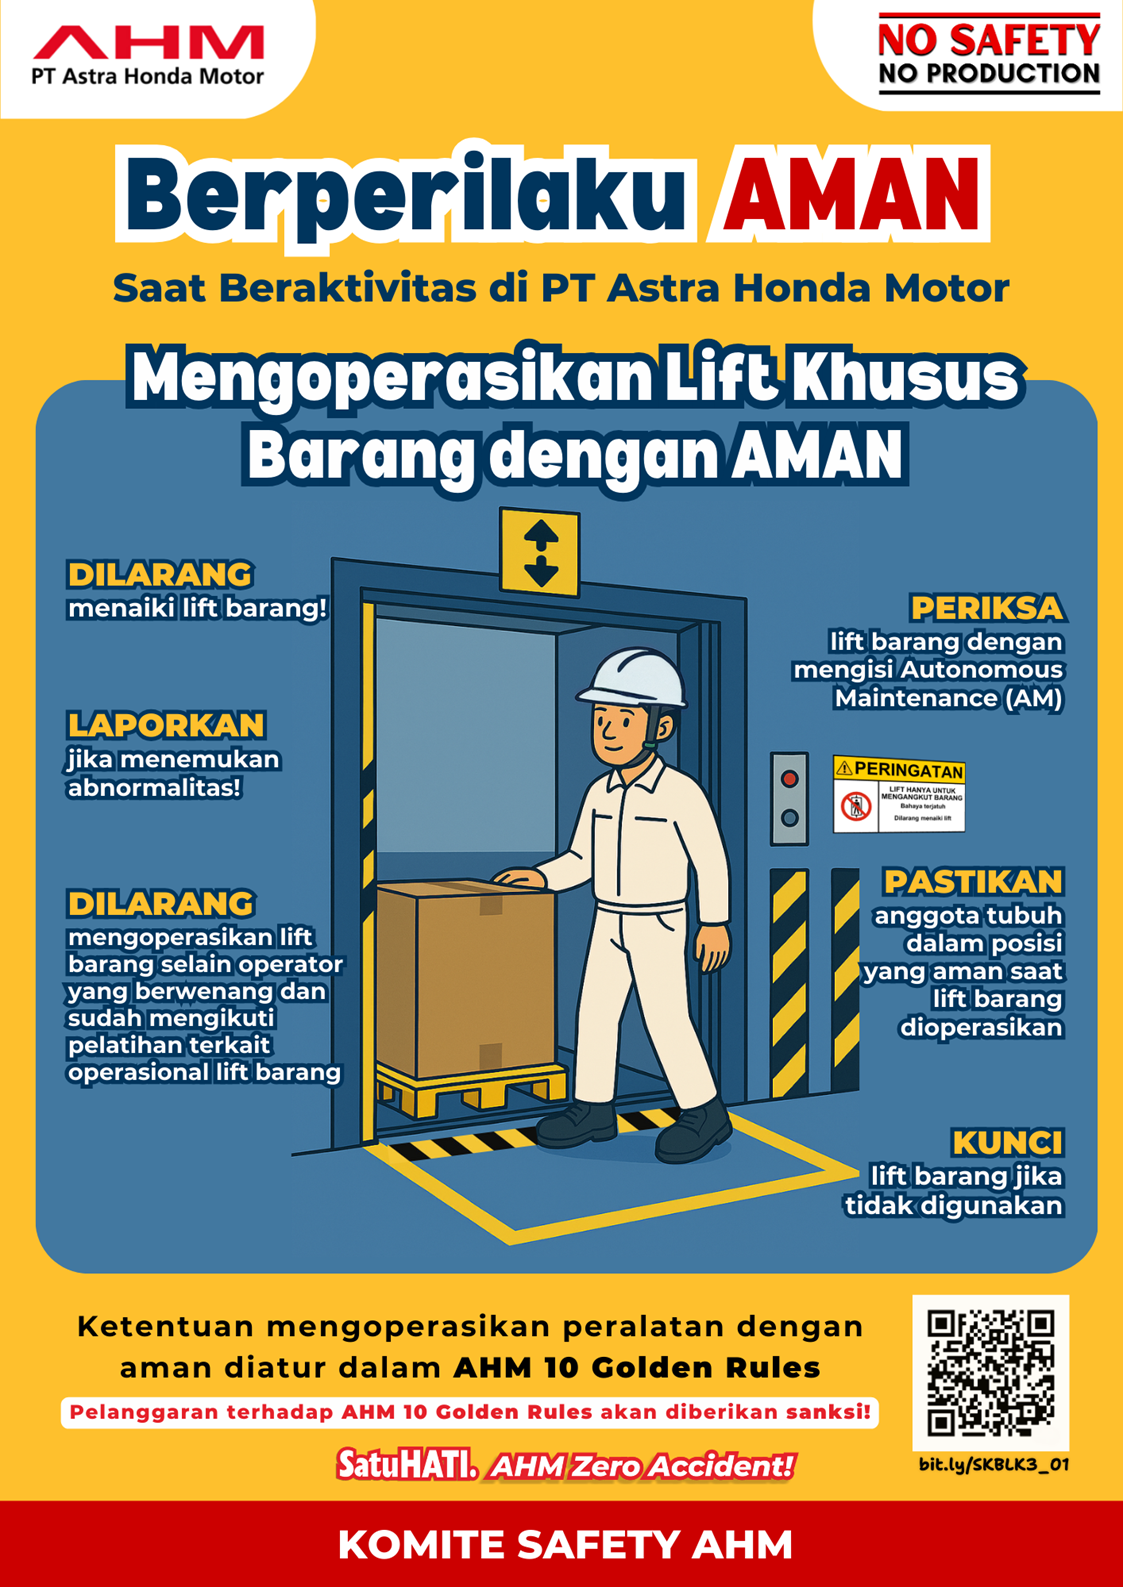 AHM
PT Astra Honda Motor
NO SAFETY
NO PRODUCTION
Berperilaku AMAN
Saat Beraktivitas di PT Astra Honda Motor
Mengoperasikan Lift Khusus
Barang dengan AMAN
DILARANG
menaiki lift barang!
LAPORKAN
jika menemukan
abnormalitas!
DILARANG
mengoperasikan lift
barang selain operator
yang berwenang dan
sudah mengikuti
pelatihan terkait
operasional lift barang
PERIKSA
lift barang dengan
mengisi Autonomous
Maintenance (AM)
PERINGATAN
LIFT HANYA UNTUK
MENGANGKUT BARANG
Bahaya terjatuh
Dilarang menaiki lift
PASTIKAN
anggota tubuh
dalam posisi
yang aman saat
lift barang
dioperasikan
KUNCI
lift barang jika
tidak digunakan
Ketentuan mengoperasikan peralatan dengan
aman diatur dalam AHM 10 Golden Rules
Pelanggaran terhadap AHM 10 Golden Rules akan diberikan sanksi!
SatuHATI. AHM Zero Accident!
bit.ly/SKBLK3_01
KOMITE SAFETY AHM